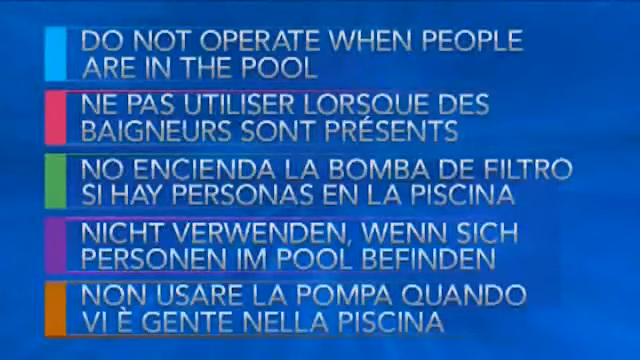 DO NOT OPERATE WHEN PEOPLE
ARE IN THE POOL
NE PAS UTILISER LORSQUE DES
BAIGNEURS SONT PRÉSENTS
NO ENCIENDA LA BOMBA DE FILTRO
SI HAY PERSONAS EN LA PISCINA
NICHT VERWENDEN, WENN SICH
PERSONEN IM POOL BEFINDEN
NON USARE LA POMPA QUANDO
VI È GENTE NELLA PISCINA